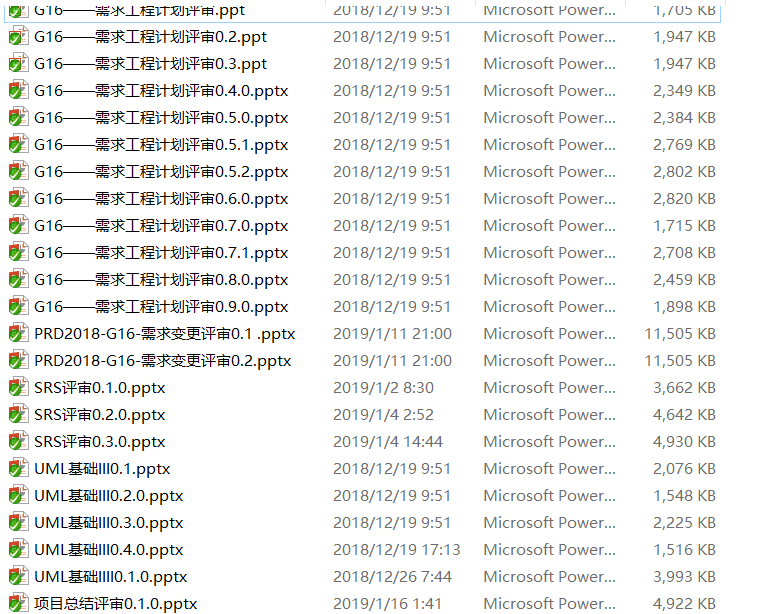 G16——需求工程计划评审.ppt 2018/12/19 9:51 Microsoft Power... 1,705 KB
G16——需求工程计划评审0.2.ppt 2018/12/19 9:51 Microsoft Power... 1,947 KB
G16——需求工程计划评审0.3.ppt 2018/12/19 9:51 Microsoft Power... 1,947 KB
G16——需求工程计划评审0.4.0.pptx 2018/12/19 9:51 Microsoft Power... 2,349 KB
G16——需求工程计划评审0.5.0.pptx 2018/12/19 9:51 Microsoft Power... 2,384 KB
G16——需求工程计划评审0.5.1.pptx 2018/12/19 9:51 Microsoft Power... 2,769 KB
G16——需求工程计划评审0.5.2.pptx 2018/12/19 9:51 Microsoft Power... 2,802 KB
G16——需求工程计划评审0.6.0.pptx 2018/12/19 9:51 Microsoft Power... 2,820 KB
G16——需求工程计划评审0.7.0.pptx 2018/12/19 9:51 Microsoft Power... 1,715 KB
G16——需求工程计划评审0.7.1.pptx 2018/12/19 9:51 Microsoft Power... 2,708 KB
G16——需求工程计划评审0.8.0.pptx 2018/12/19 9:51 Microsoft Power... 2,459 KB
G16——需求工程计划评审0.9.0.pptx 2018/12/19 9:51 Microsoft Power... 1,898 KB
PRD2018-G16-需求变更评审0.1 .pptx 2019/1/11 21:00 Microsoft Power... 11,505 KB
PRD2018-G16-需求变更评审0.2.pptx 2019/1/11 21:00 Microsoft Power... 11,505 KB
SRS评审0.1.0.pptx 2019/1/2 8:30 Microsoft Power... 3,662 KB
SRS评审0.2.0.pptx 2019/1/4 2:52 Microsoft Power... 4,642 KB
SRS评审0.3.0.pptx 2019/1/4 14:44 Microsoft Power... 4,930 KB
UML基础III0.1.pptx 2018/12/19 9:51 Microsoft Power... 2,076 KB
UML基础III0.2.0.pptx 2018/12/19 9:51 Microsoft Power... 1,548 KB
UML基础III0.3.0.pptx 2018/12/19 9:51 Microsoft Power... 2,225 KB
UML基础III0.4.0.pptx 2018/12/19 17:13 Microsoft Power... 1,516 KB
UML基础IIII0.1.0.pptx 2018/12/26 7:44 Microsoft Power... 3,993 KB
项目总结评审0.1.0.pptx 2019/1/16 1:41 Microsoft Power... 4,922 KB